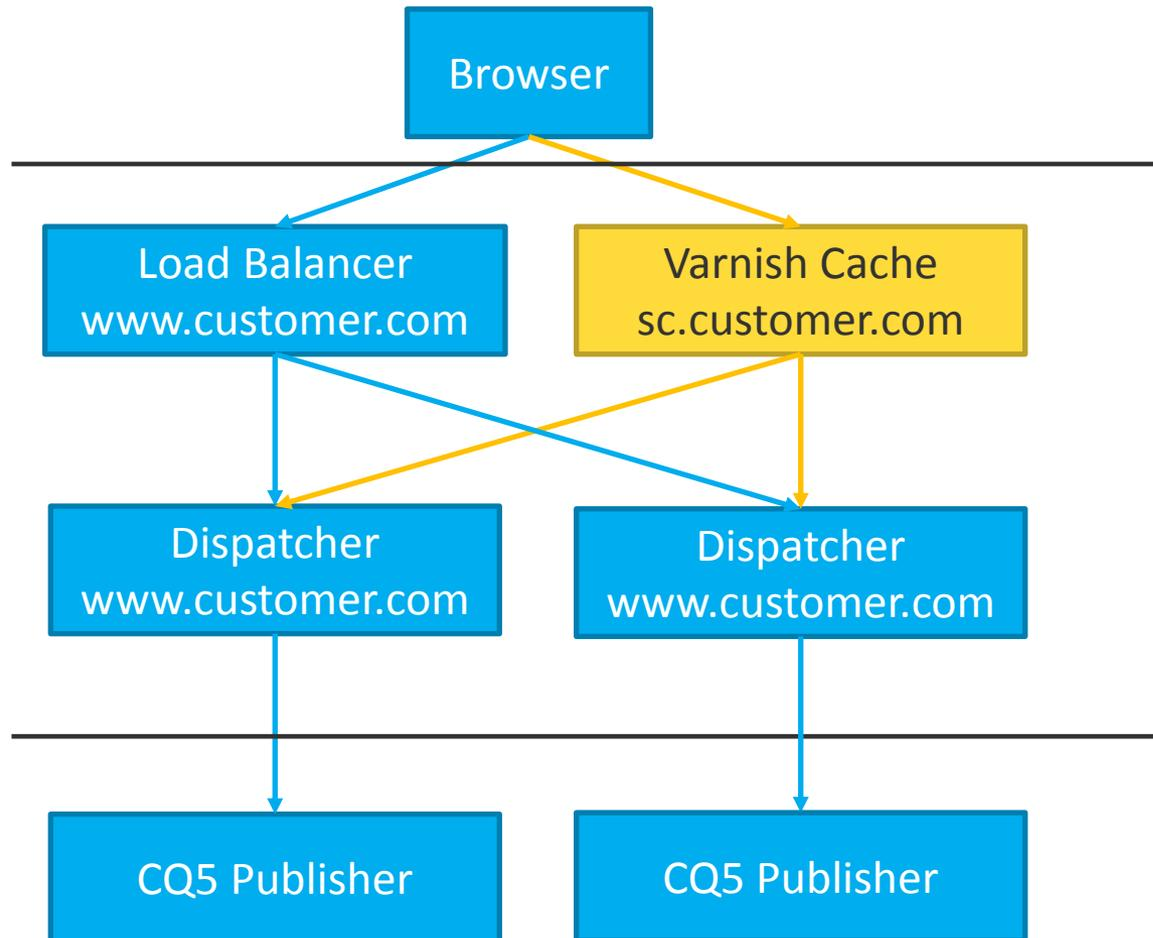 Browser
Load Balancer
www.customer.com
Varnish Cache
sc.customer.com
Dispatcher
www.customer.com
Dispatcher
www.customer.com
CQ5 Publisher
CQ5 Publisher